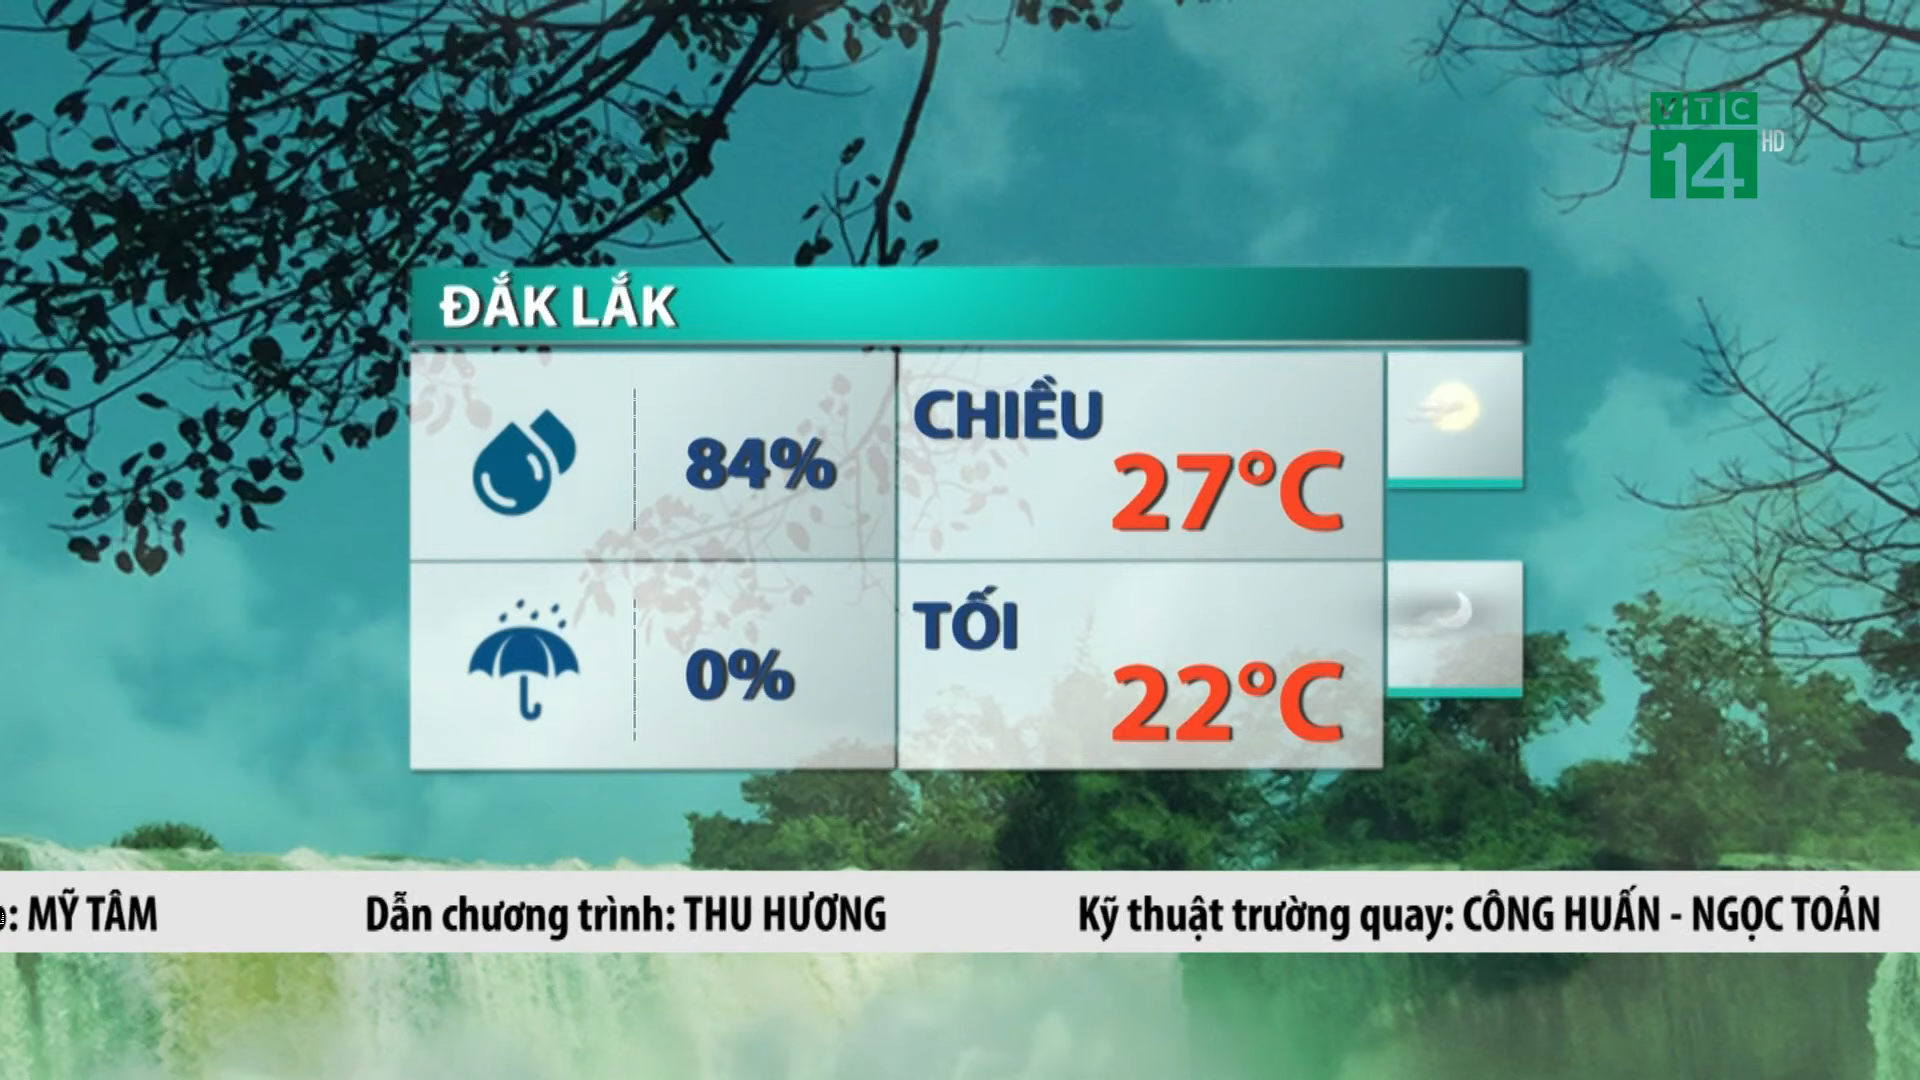 VTC
14 HD
ĐẮK LẮK
84%
CHIỀU
27°C
0%
TỐI
22°C
: MỸ TÂM
Dẫn chương trình: THU HƯƠNG
Kỹ thuật trường quay: CÔNG HUẤN - NGỌC TOẢN